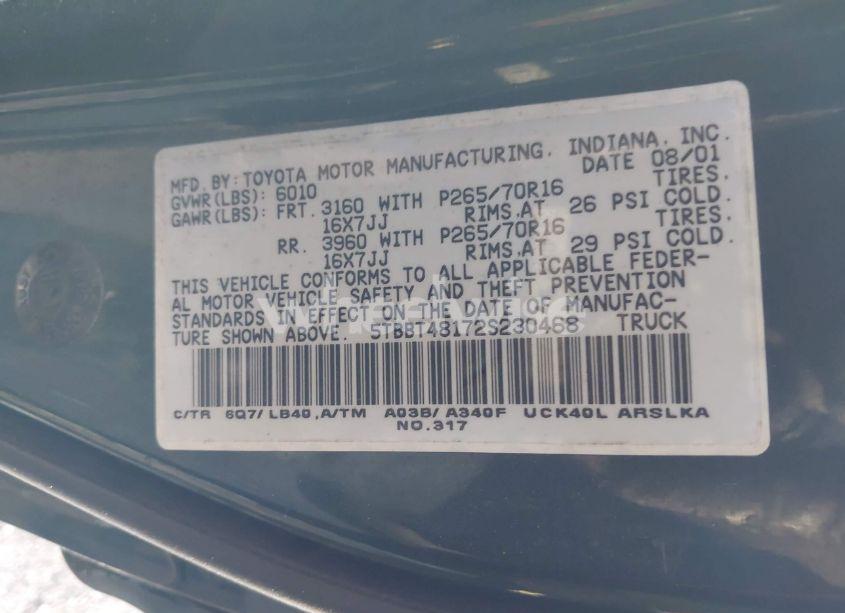 MFD. BY: TOYOTA MOTOR MANUFACTURING, INDIANA, INC.
GVWR(LBS): 6010 DATE 08/01
GAWR(LBS): FRT. 3160 WITH P265/70R16 TIRES,
16X7JJ RIMS, AT 26 PSI COLD.
RR. 3960 WITH P265/70R16 TIRES,
16X7JJ RIMS, AT 29 PSI COLD.
THIS VEHICLE CONFORMS TO ALL APPLICABLE FEDER-
AL MOTOR VEHICLE SAFETY AND THEFT PREVENTION
STANDARDS IN EFFECT ON THE DATE OF MANUFAC-
TURE SHOWN ABOVE. 5TBBT48172S230468 TRUCK
C/TR 6Q7/ LB40 ,A/TM A03B/ A340F UCK40L ARSLKA
NO.317